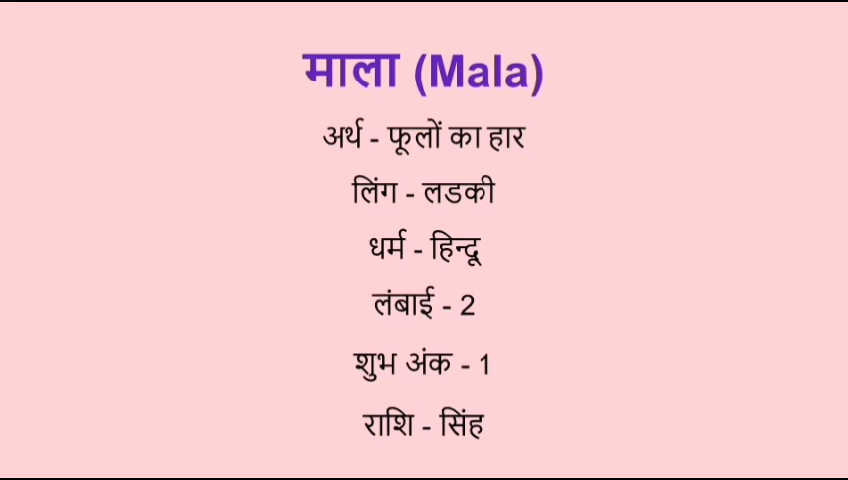 माला (Mala)
अर्थ - फूलों का हार
लिंग - लडकी
धर्म - हिन्दू
लंबाई - 2
शुभ अंक - 1
राशि - सिंह